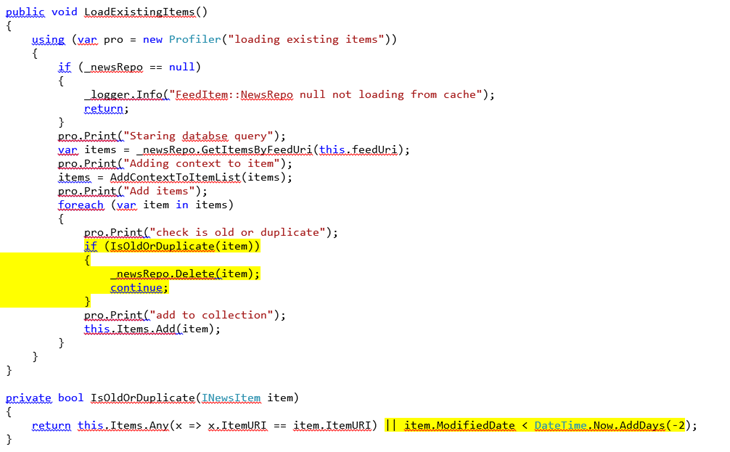 public void LoadExistingItems()
{
using (var pro = new Profiler("loading existing items"))
{
if (_newsRepo == null)
{
_logger.Info("FeedItem::NewsRepo null not loading from cache");
return;
}
pro.Print("Staring databse query");
var items = _newsRepo.GetItemsByFeedUri(this.feedUri);
pro.Print("Adding context to item");
items = AddContextToItemList(items);
pro.Print("Add items");
foreach (var item in items)
{
pro.Print("check is old or duplicate");
if (IsOldOrDuplicate(item))
{
_newsRepo.Delete(item);
continue;
}
pro.Print("add to collection");
this.Items.Add(item);
}
}
}
private bool IsOldOrDuplicate(INewsItem item)
{
return this.Items.Any(x => x.ItemURI == item.ItemURI) || item.ModifiedDate < DateTime.Now.AddDays(-2);
}